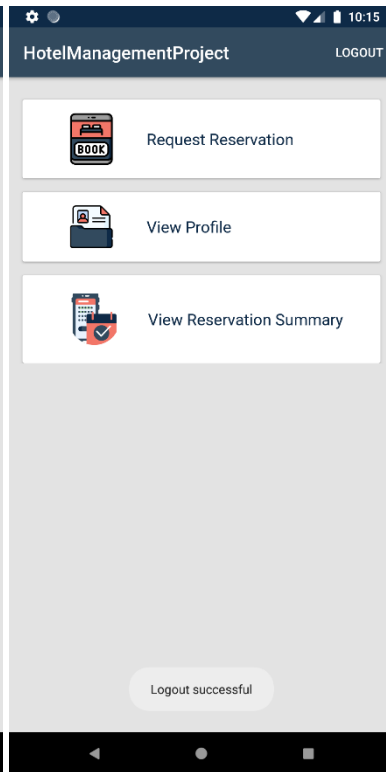 10:15
HotelManagementProject
LOGOUT
BOOK
Request Reservation
View Profile
View Reservation Summary
Logout successful